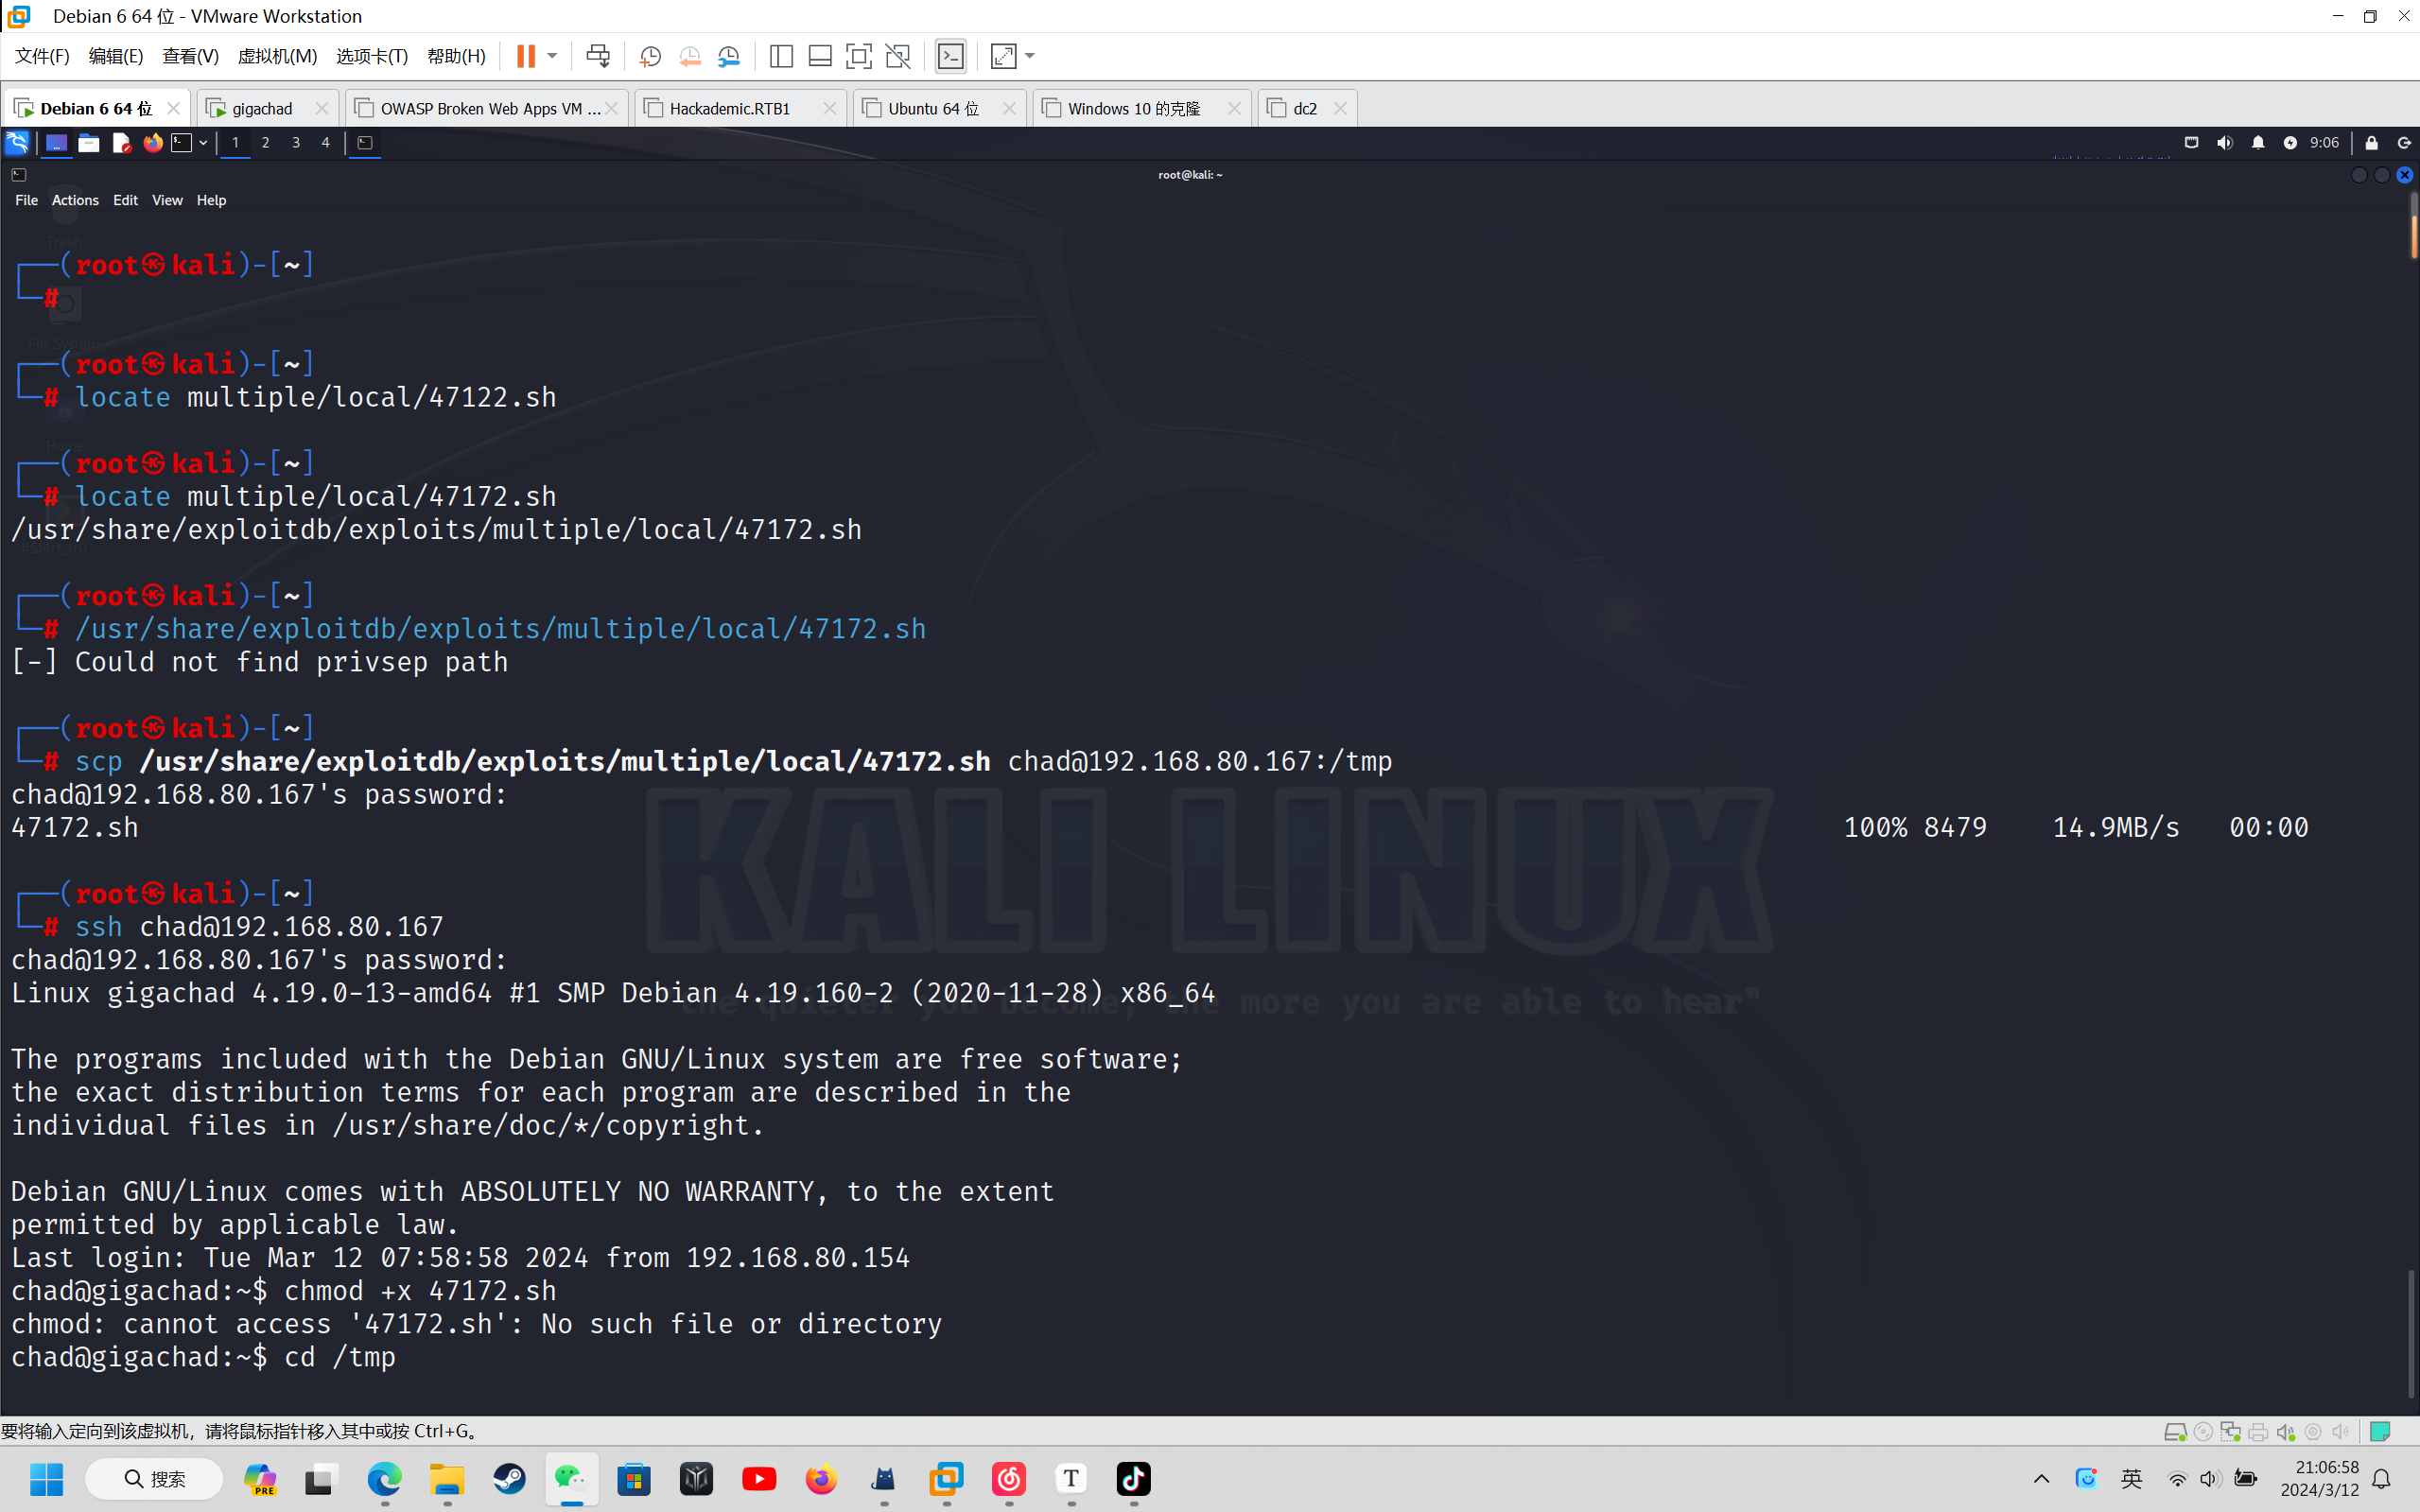 Debian 6 64 位 - VMware Workstation
文件(F) 编辑(E) 查看(V) 虚拟机(M) 选项卡(T) 帮助(H)
Debian 6 64 位 gigachad OWASP Broken Web Apps VM ... Hackademic.RTB1 Ubuntu 64 位 Windows 10 的克隆 dc2
1 2 3 4 9:06
root@kali: ~
File Actions Edit View Help
Trash
┌──(root㉿kali)-[~]
└─#
File System
┌──(root㉿kali)-[~]
└─# locate multiple/local/47122.sh
Home
┌──(root㉿kali)-[~]
└─# locate multiple/local/47172.sh
/usr/share/exploitdb/exploits/multiple/local/47172.sh
┌──(root㉿kali)-[~]
└─# /usr/share/exploitdb/exploits/multiple/local/47172.sh
[-] Could not find privsep path
┌──(root㉿kali)-[~]
└─# scp /usr/share/exploitdb/exploits/multiple/local/47172.sh chad@192.168.80.167:/tmp
chad@192.168.80.167's password:
47172.sh 100% 8479 14.9MB/s 00:00
KALI LINUX
┌──(root㉿kali)-[~]
└─# ssh chad@192.168.80.167
chad@192.168.80.167's password:
Linux gigachad 4.19.0-13-amd64 #1 SMP Debian 4.19.160-2 (2020-11-28) x86_64
the quieter you become, the more you are able to hear"
The programs included with the Debian GNU/Linux system are free software;
the exact distribution terms for each program are described in the
individual files in /usr/share/doc/*/copyright.
Debian GNU/Linux comes with ABSOLUTELY NO WARRANTY, to the extent
permitted by applicable law.
Last login: Tue Mar 12 07:58:58 2024 from 192.168.80.154
chad@gigachad:~$ chmod +x 47172.sh
chmod: cannot access '47172.sh': No such file or directory
chad@gigachad:~$ cd /tmp
要将输入定向到该虚拟机，请将鼠标指针移入其中或按 Ctrl+G。
搜索 PRE T 英 21:06:58
2024/3/12